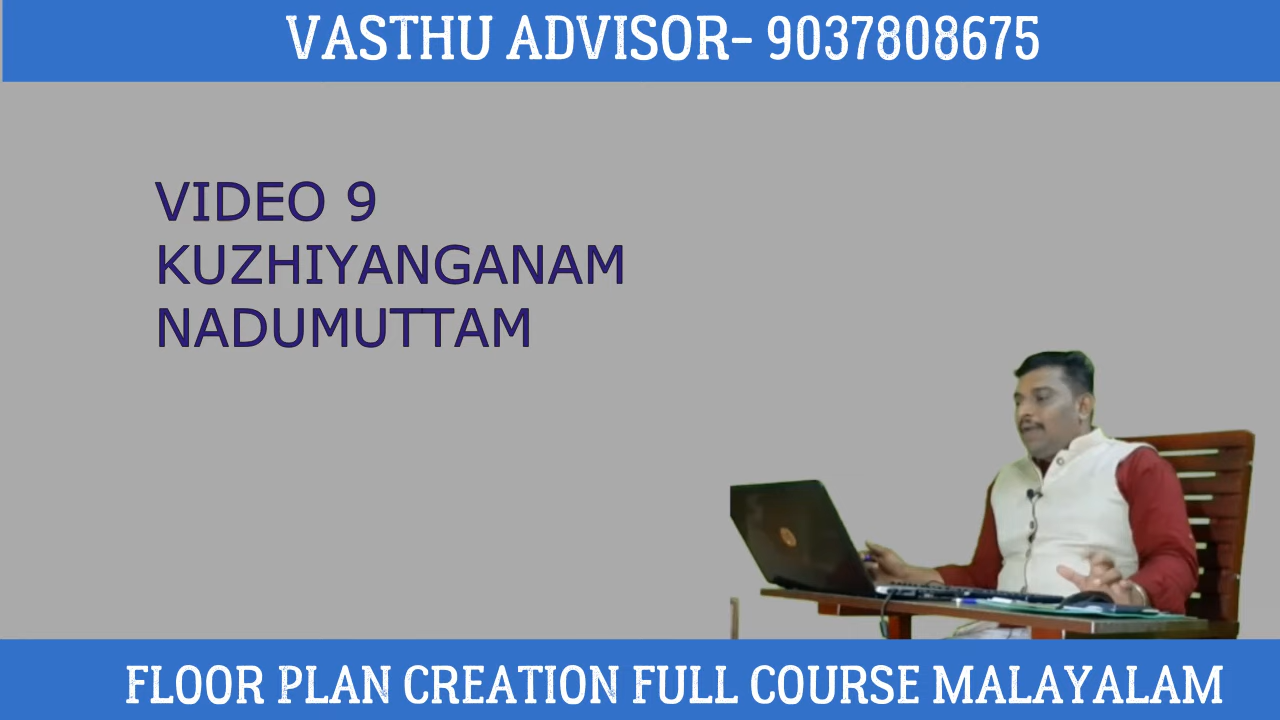 VASTHU ADVISOR- 9037808675
VIDEO 9
KUZHIYANGANAM
NADUMUTTAM
FLOOR PLAN CREATION FULL COURSE MALAYALAM